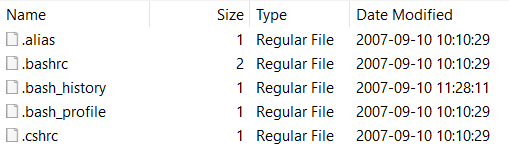 Name Size Type Date Modified
.alias 1 Regular File 2007-09-10 10:10:29
.bashrc 2 Regular File 2007-09-10 10:10:29
.bash_history 1 Regular File 2007-09-10 11:28:11
.bash_profile 1 Regular File 2007-09-10 10:10:29
.cshrc 1 Regular File 2007-09-10 10:10:29